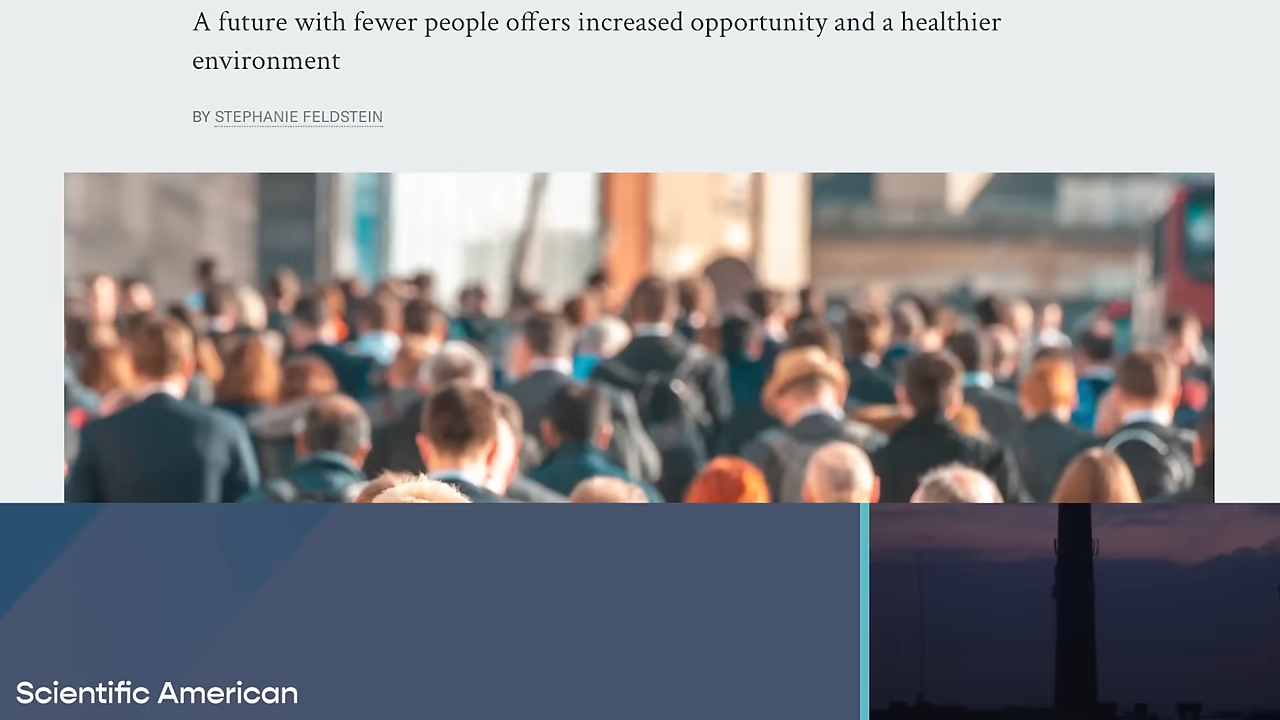 A future with fewer people offers increased opportunity and a healthier
environment
BY STEPHANIE FELDSTEIN
Scientific American